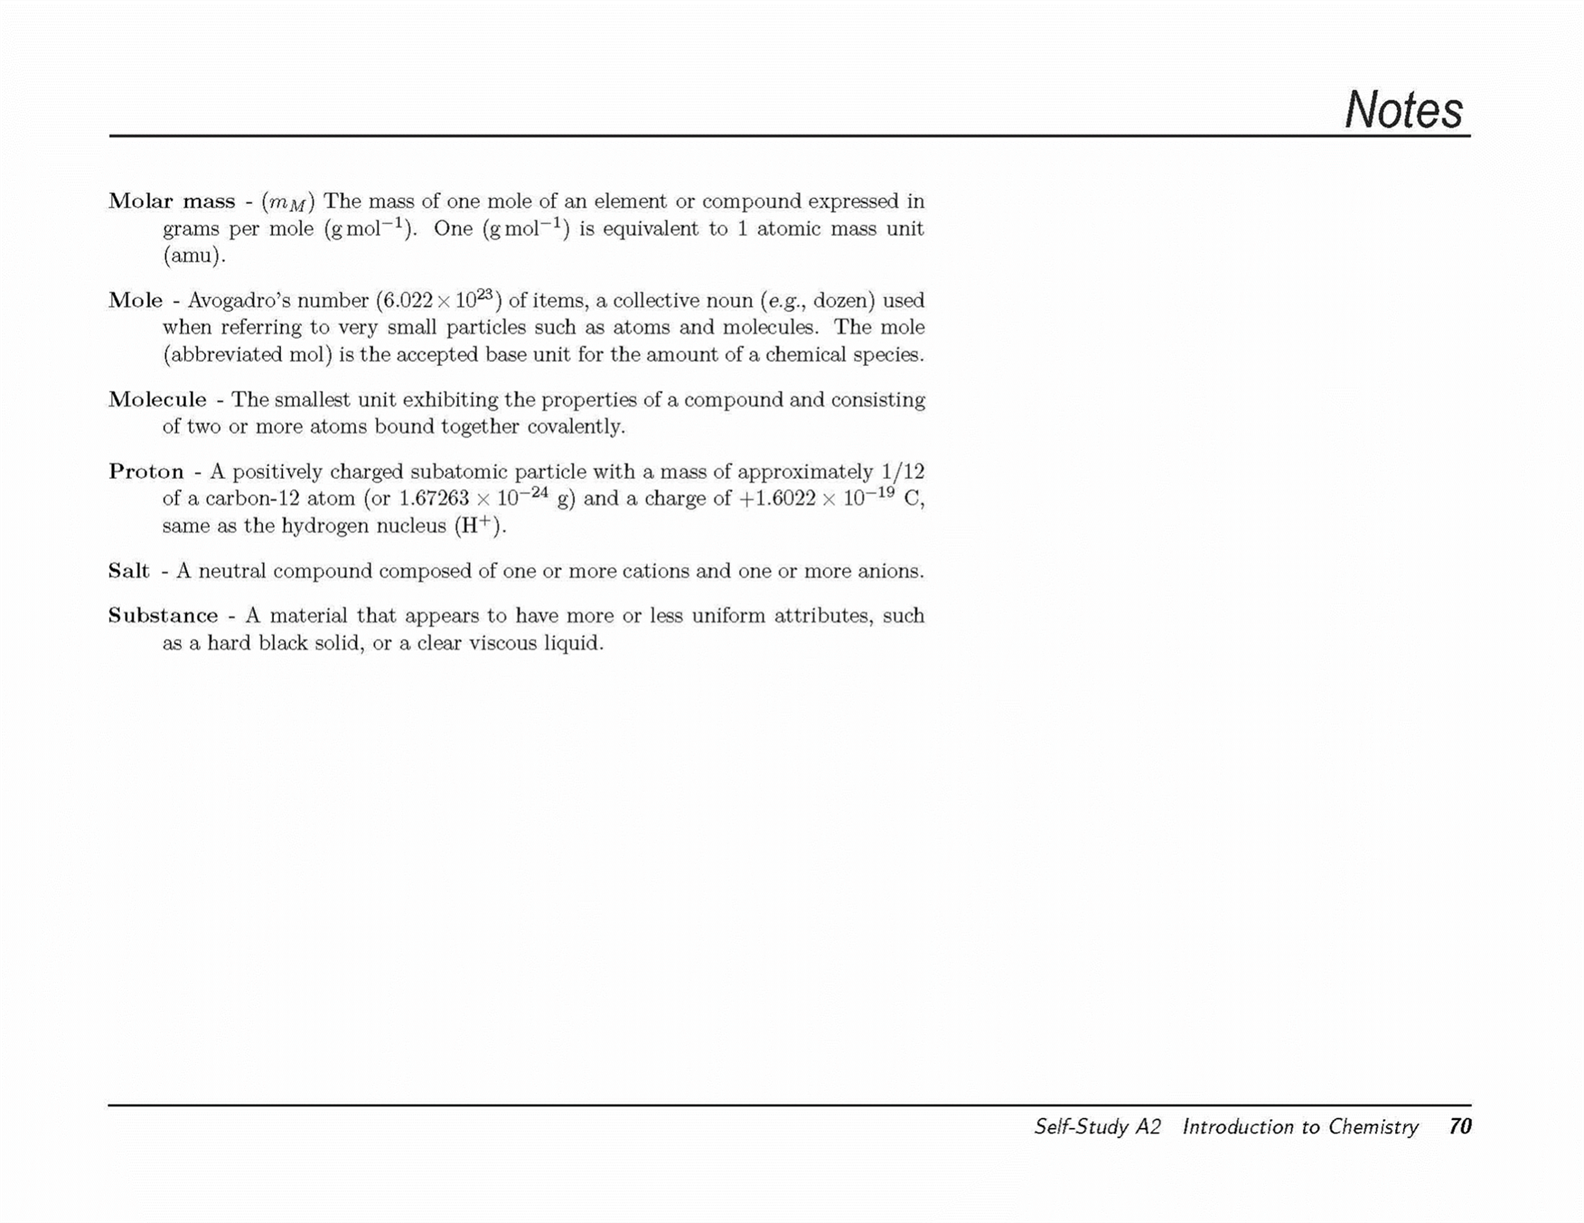 Notes
Molar mass - (m_M) The mass of one mole of an element or compound expressed in
grams per mole (g mol⁻¹). One (g mol⁻¹) is equivalent to 1 atomic mass unit
(amu).
Mole - Avogadro's number (6.022 × 10²³) of items, a collective noun (e.g., dozen) used
when referring to very small particles such as atoms and molecules. The mole
(abbreviated mol) is the accepted base unit for the amount of a chemical species.
Molecule - The smallest unit exhibiting the properties of a compound and consisting
of two or more atoms bound together covalently.
Proton - A positively charged subatomic particle with a mass of approximately 1/12
of a carbon-12 atom (or 1.67263 × 10⁻²⁴ g) and a charge of +1.6022 × 10⁻¹⁹ C,
same as the hydrogen nucleus (H⁺).
Salt - A neutral compound composed of one or more cations and one or more anions.
Substance - A material that appears to have more or less uniform attributes, such
as a hard black solid, or a clear viscous liquid.
Self-Study A2 Introduction to Chemistry 70